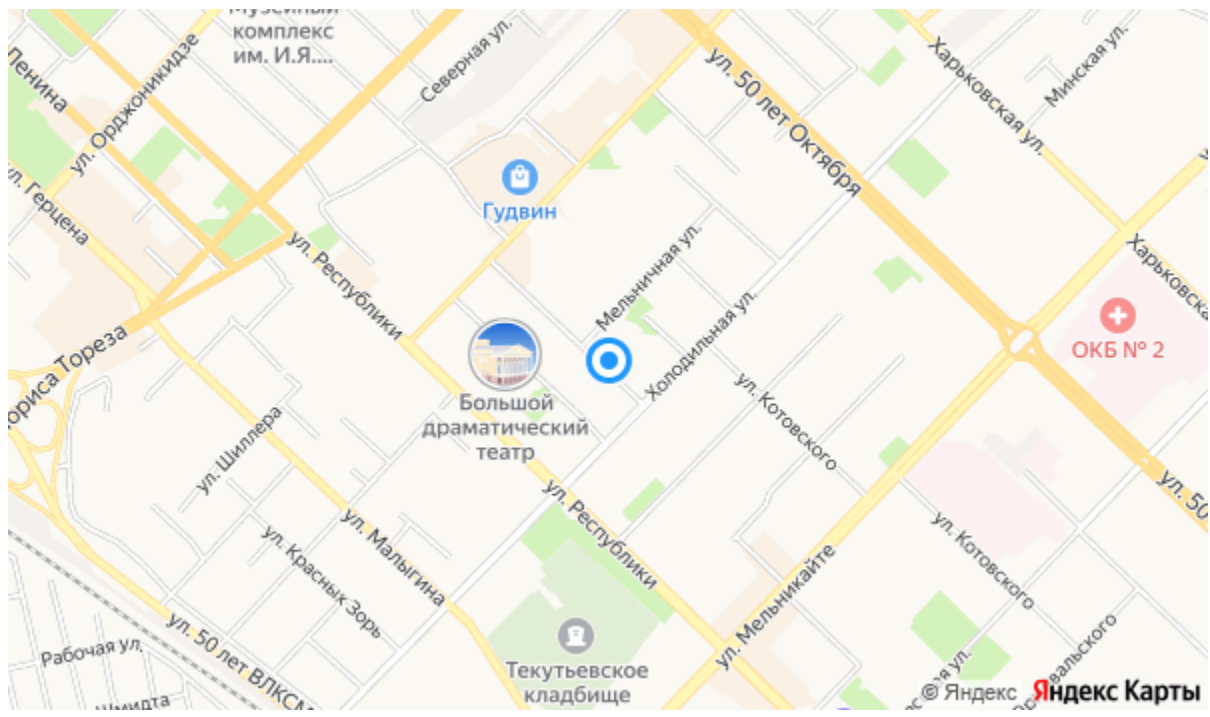 Музейный
комплекс
им. И.Я....
Северная ул.
ул. 50 лет Октября
Харьковская ул.
Минская ул.
Ленина
ул. Орджоникидзе
ул. Герцена
Гудвин
ул. Республики
Мельничная ул.
Холодильная ул.
Харьковская
ОКБ № 2
ориса Тореза
Большой
драматический
театр
ул. Шиллера
ул. Котовского
ул. Республики
ул. 50
ул. Малыгина
ул. Красных Зорь
ул. Котовского
ул. Мельникайте
ул. 50 лет ВЛКСМ
Рабочая ул.
Шмидта
Текутьевское
кладбище
© Яндекс Яндекс Карты